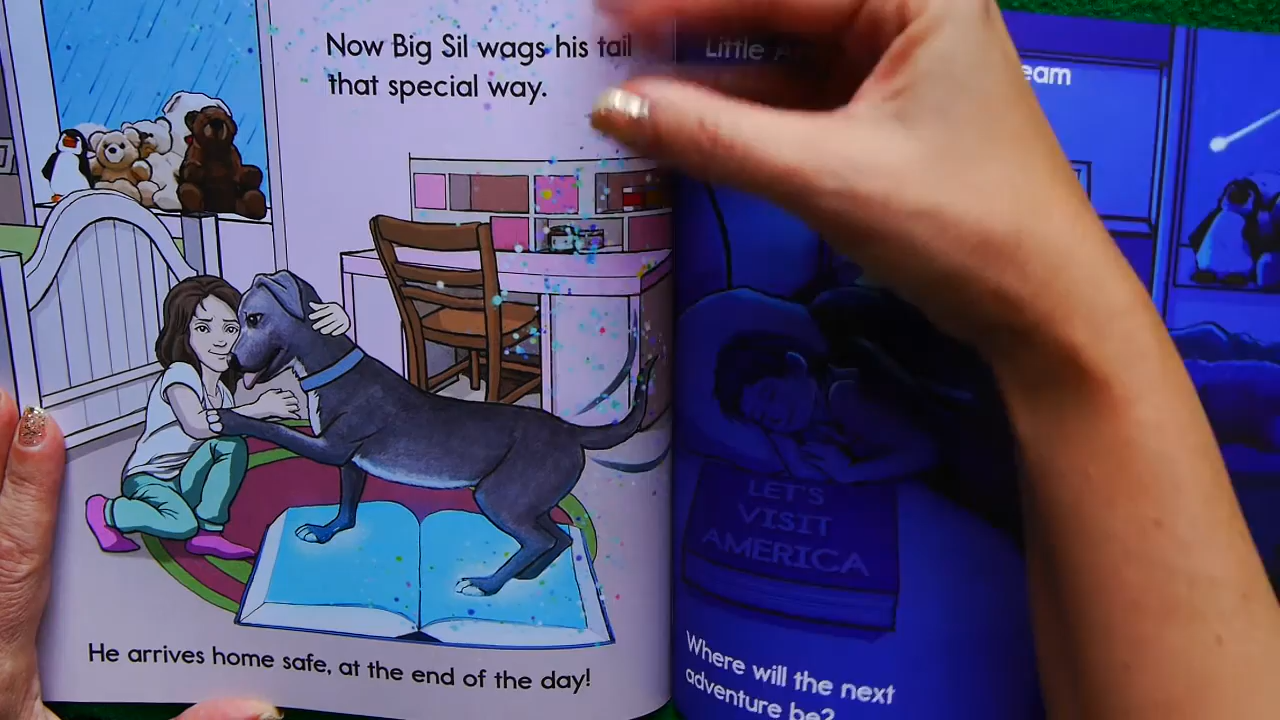 Now Big Sil wags his tail
that special way.
He arrives home safe, at the end of the day!
Little
LET'S
VISIT
AMERICA
Where will the next
adventure be?